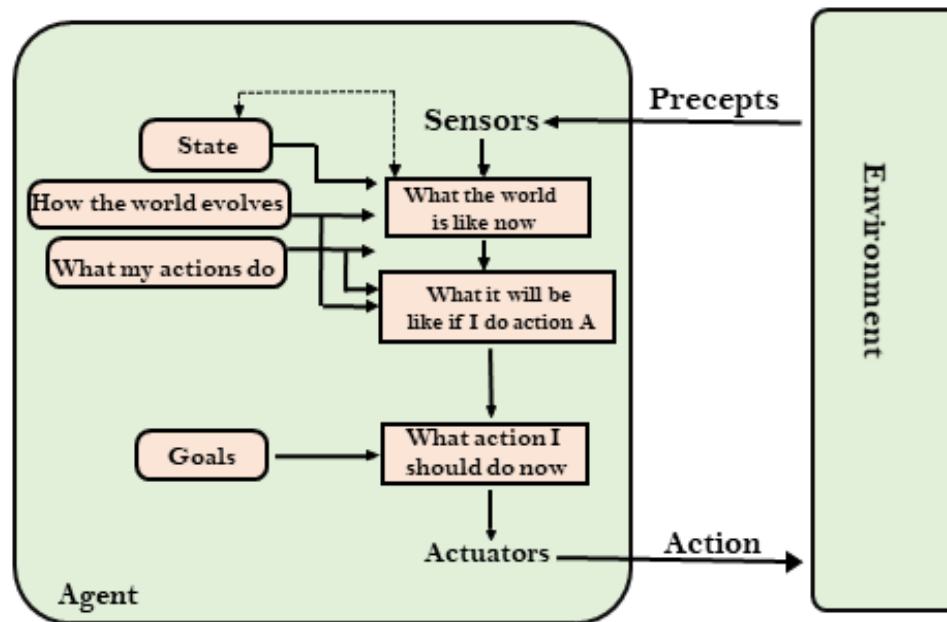 Precepts
Sensors
State
What the world
is like now
How the world evolves
What my actions do
What it will be
like if I do action A
Environment
Goals
What action I
should do now
Actuators
Action
Agent